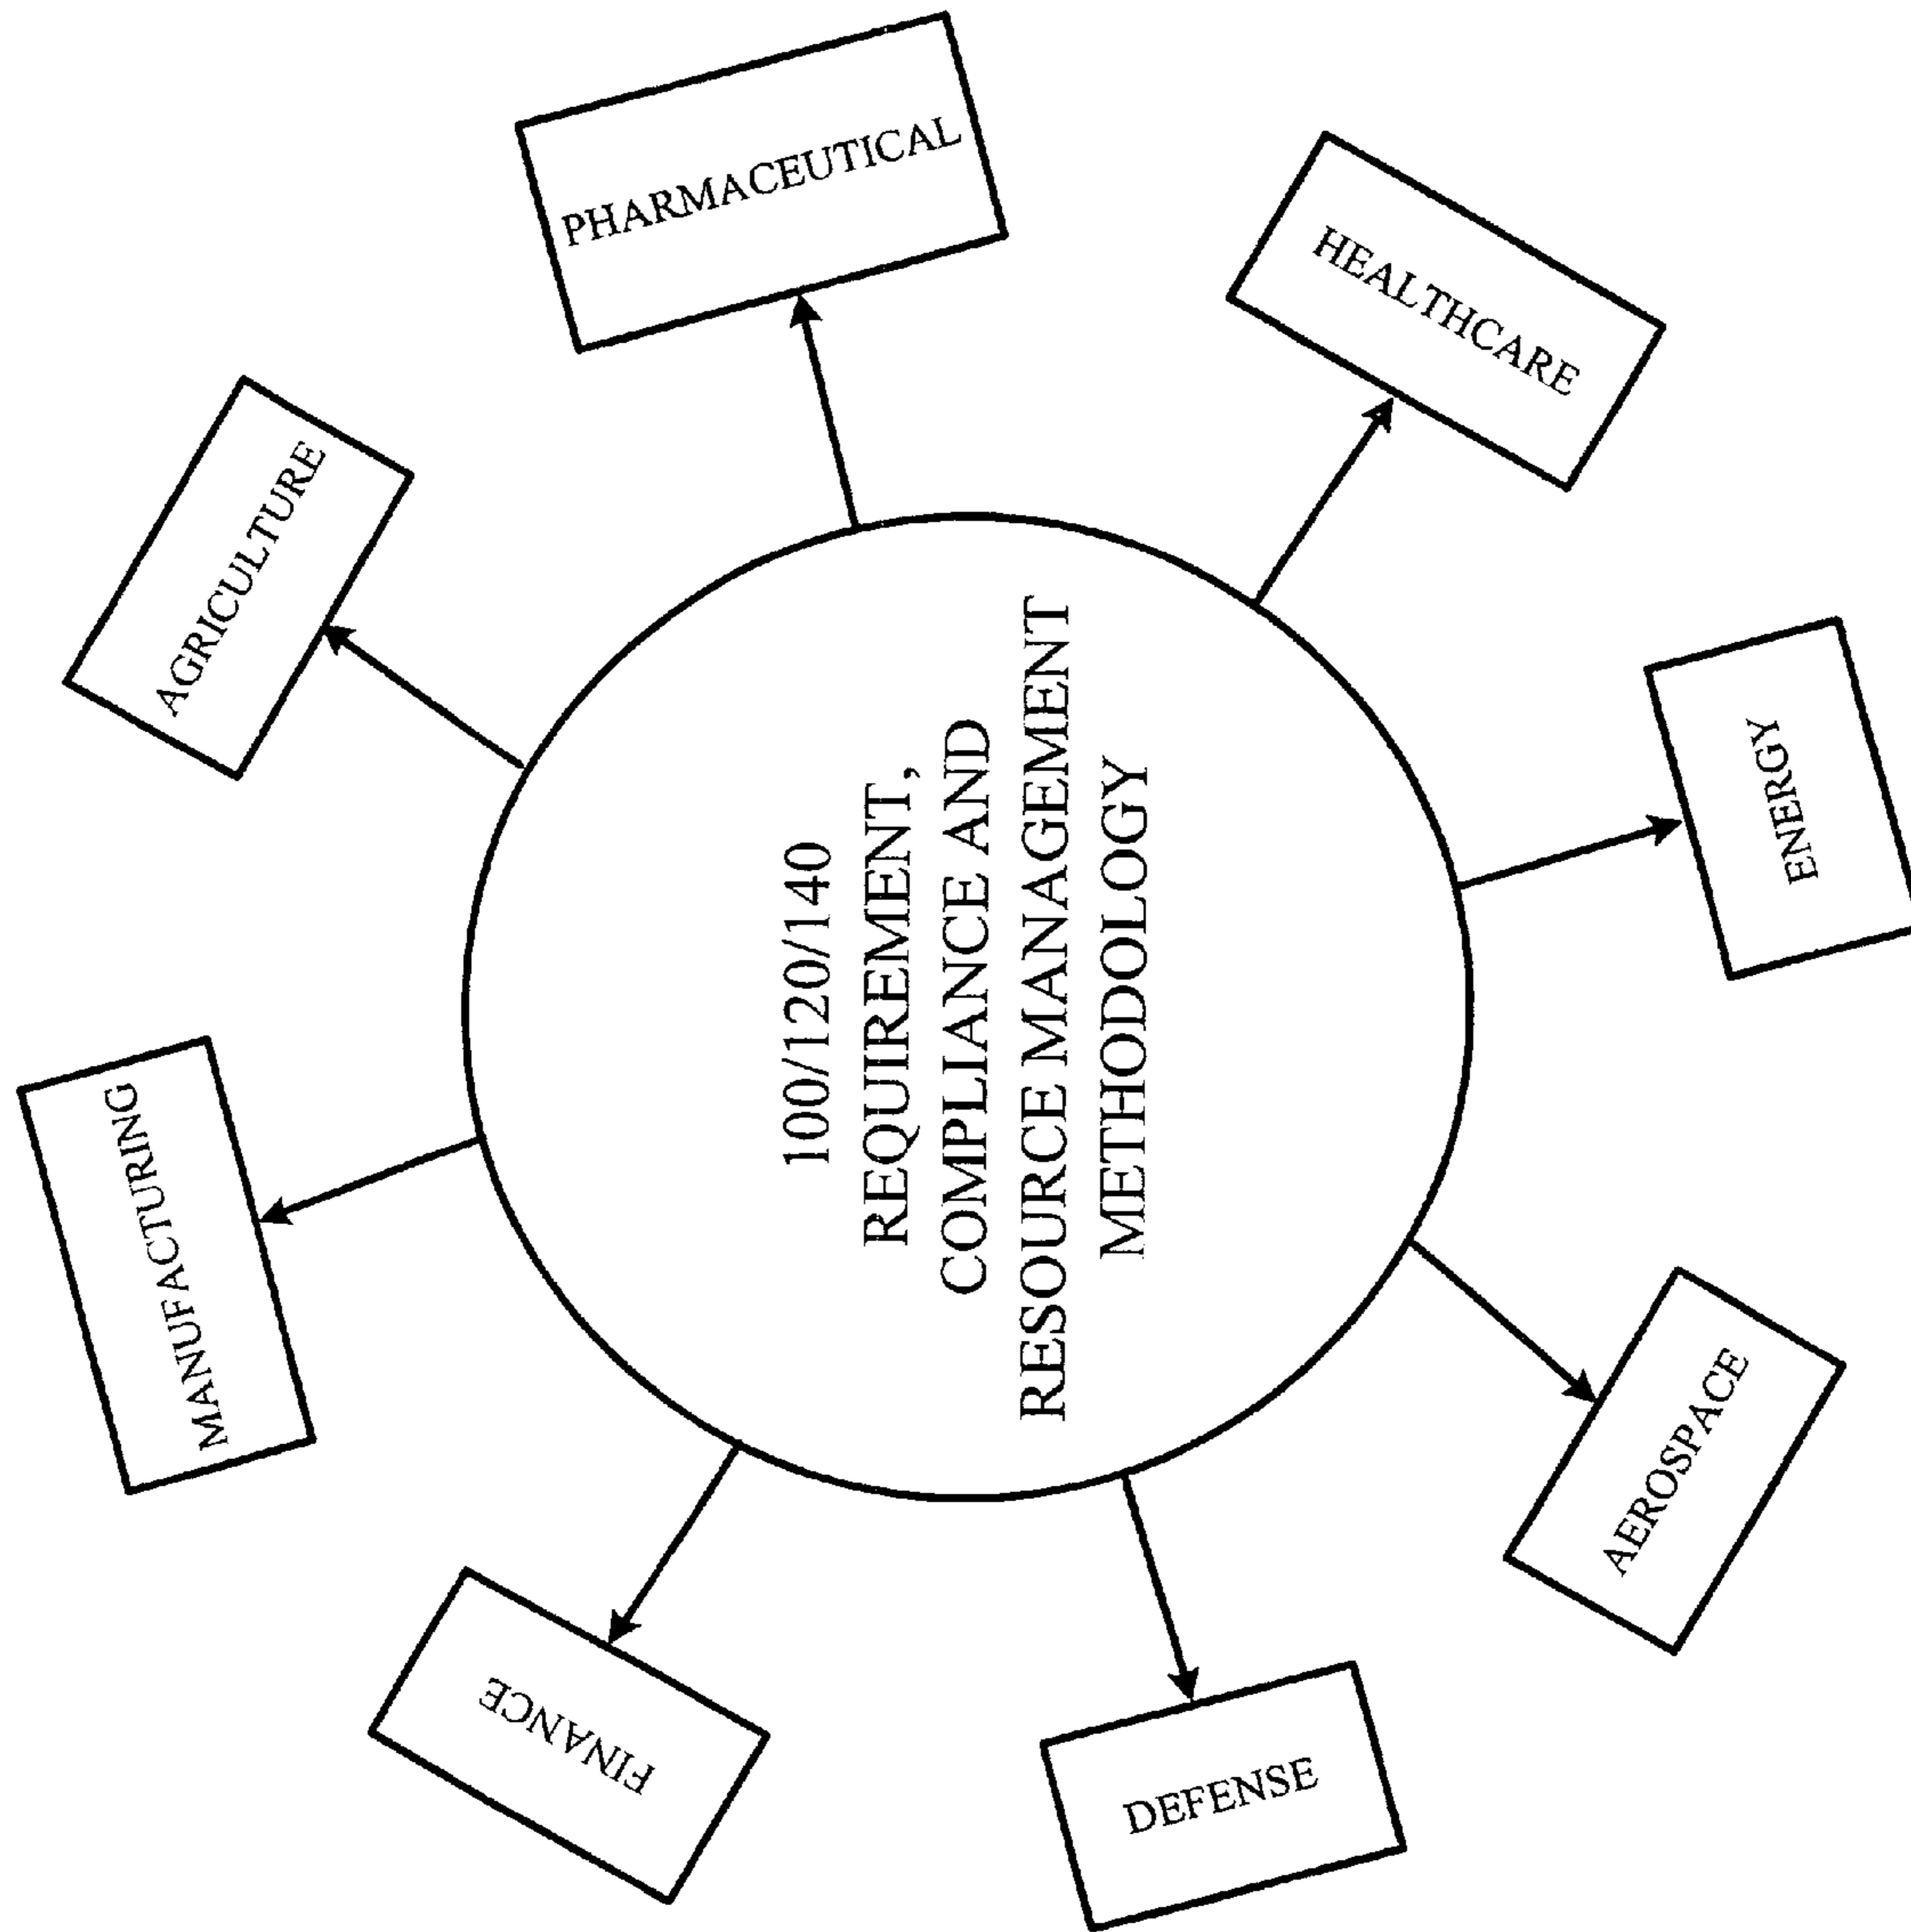 100/120/140
REQUIREMENT,
COMPLIANCE AND
RESOURCE MANAGEMENT
METHODOLOGY
PHARMACEUTICAL
HEALTHCARE
ENERGY
AEROSPACE
DEFENSE
FINANCE
MANUFACTURING
AGRICULTURE